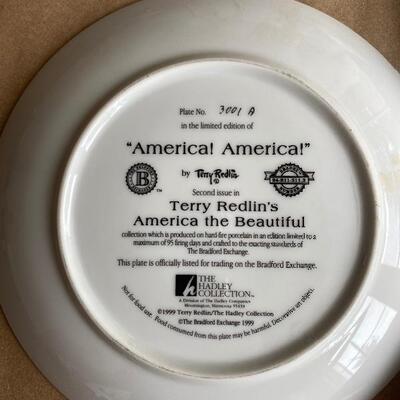 Plate No. 3001 A
in the limited edition of
"America! America!"
by Terry Redlin
B
TM
Second issue in
Terry Redlin's
America the Beautiful
collection which is produced on hard-fire porcelain in an edition limited to a
maximum of 95 firing days and crafted to the exacting standards of
The Bradford Exchange.
This plate is officially listed for trading on the Bradford Exchange.
THE
HADLEY
COLLECTION
A Division of The Hadley Companies
Bloomington, Minnesota 55438
©1999 Terry Redlin/The Hadley Collection
©The Bradford Exchange 1999
Not for food use. Food consumed from this plate may be harmful. Decorative art object.